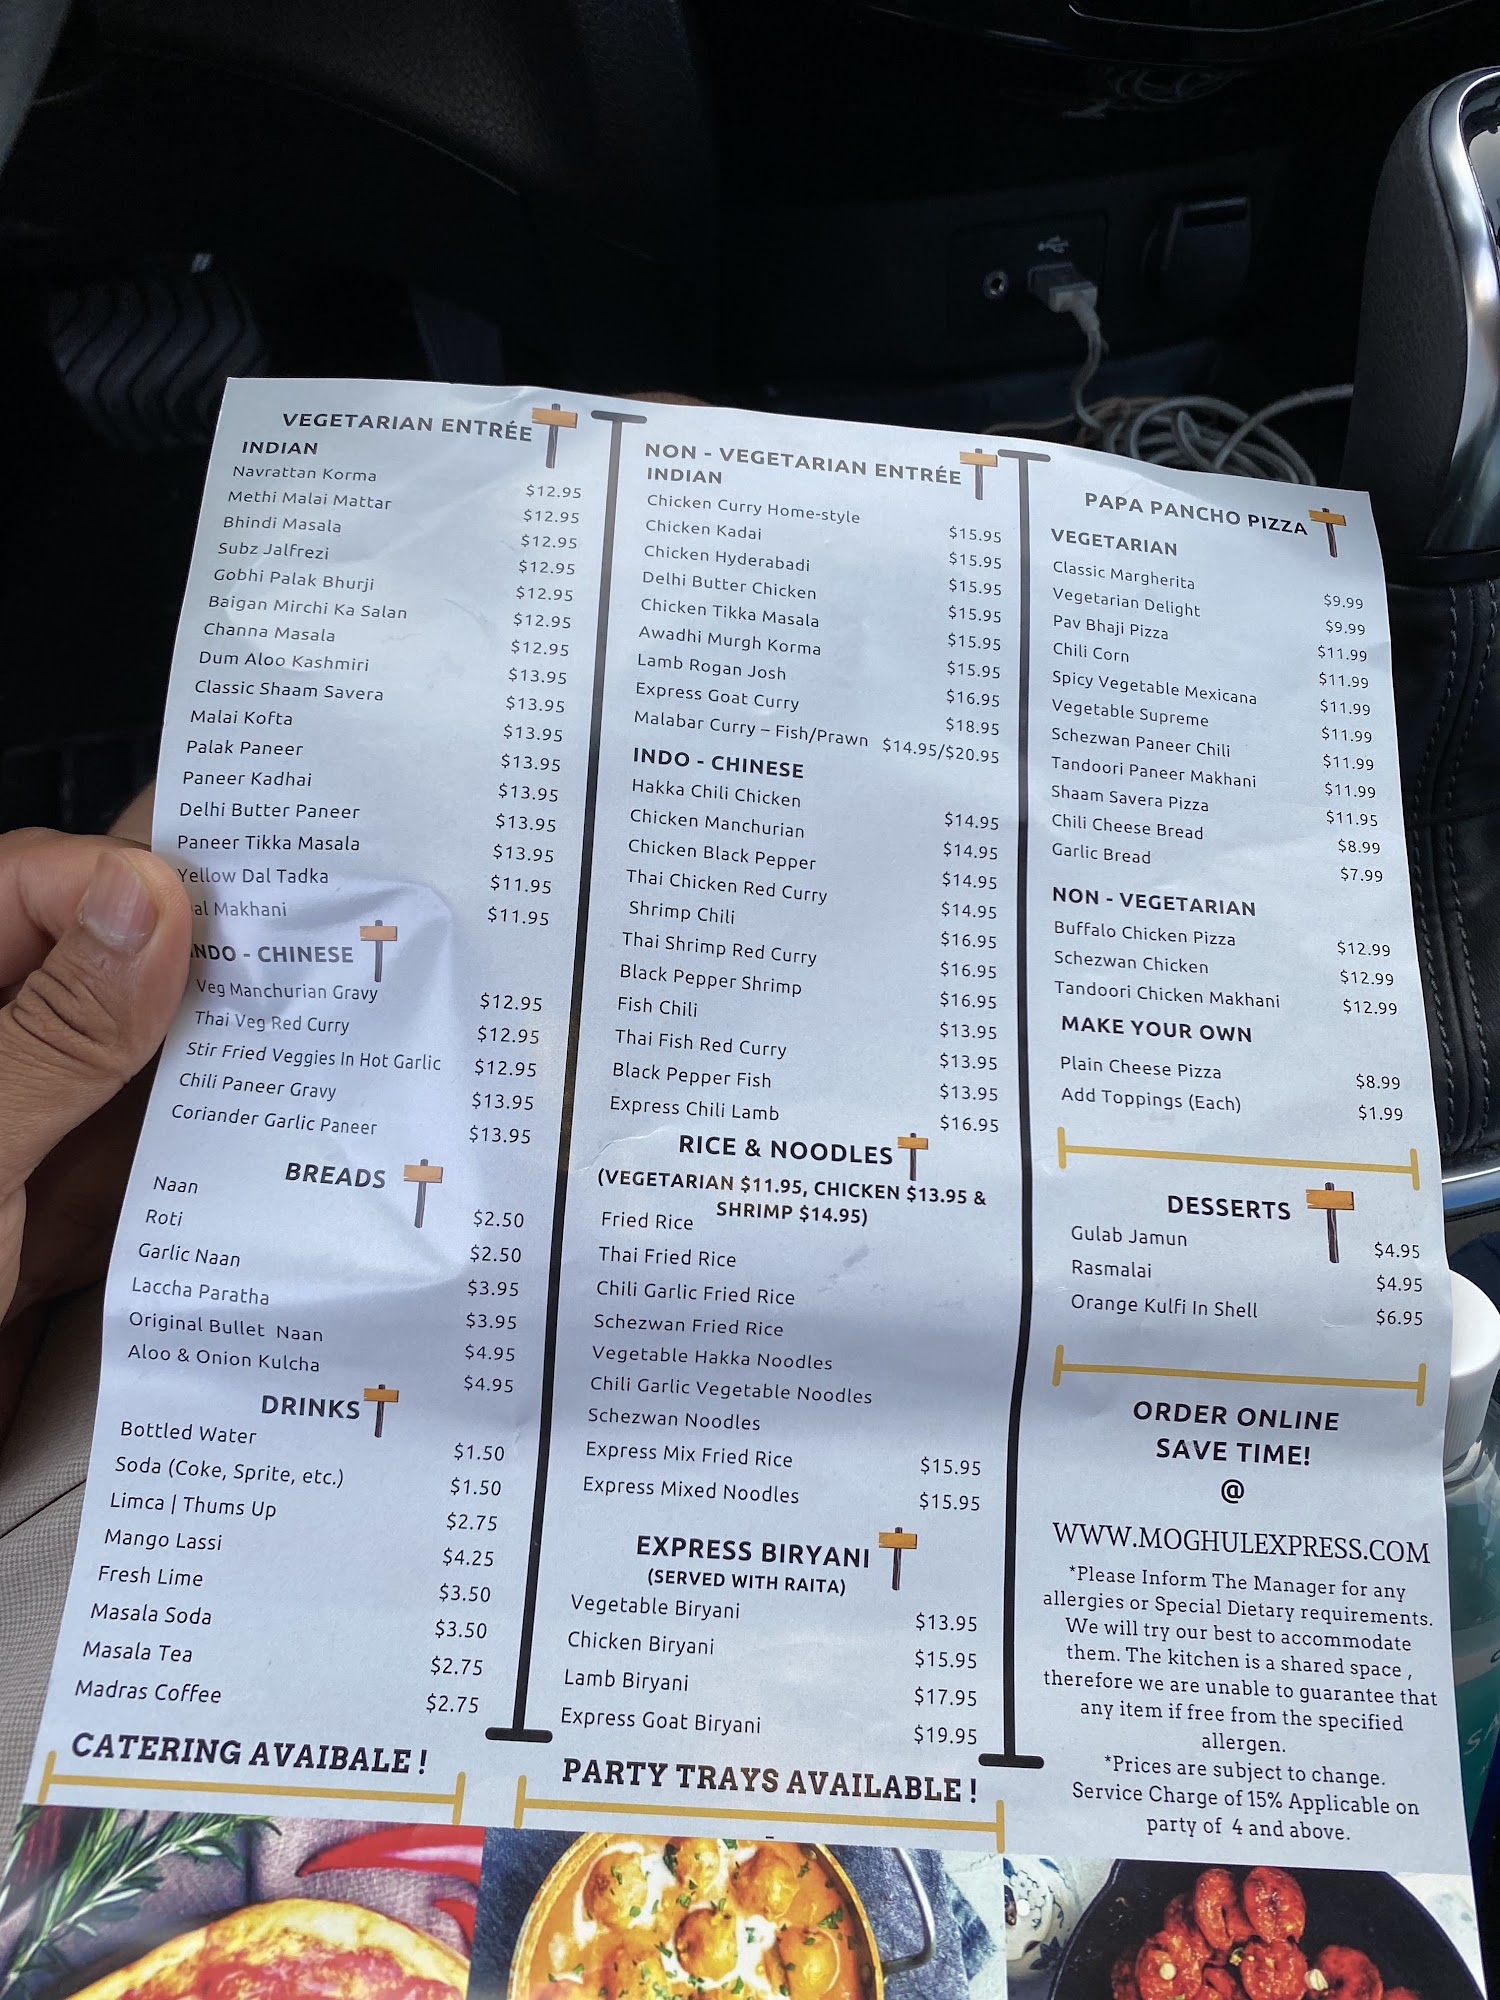 VEGETARIAN ENTRÉE
INDIAN
Navrattan Korma $12.95
Methi Malai Mattar $12.95
Bhindi Masala $12.95
Subz Jalfrezi $12.95
Gobhi Palak Bhurji $12.95
Baigan Mirchi Ka Salan $12.95
Channa Masala $12.95
Dum Aloo Kashmiri $13.95
Classic Shaam Savera $13.95
Malai Kofta $13.95
Palak Paneer $13.95
Paneer Kadhai $13.95
Delhi Butter Paneer $13.95
Paneer Tikka Masala $13.95
Yellow Dal Tadka $11.95
al Makhani $11.95
NDO - CHINESE
Veg Manchurian Gravy $12.95
Thai Veg Red Curry $12.95
Stir Fried Veggies In Hot Garlic $12.95
Chili Paneer Gravy $13.95
Coriander Garlic Paneer $13.95
BREADS
Naan $2.50
Roti $2.50
Garlic Naan $3.95
Laccha Paratha $3.95
Original Bullet Naan $4.95
Aloo & Onion Kulcha $4.95
DRINKS
Bottled Water $1.50
Soda (Coke, Sprite, etc.) $1.50
Limca | Thums Up $2.75
Mango Lassi $4.25
Fresh Lime $3.50
Masala Soda $3.50
Masala Tea $2.75
Madras Coffee $2.75
CATERING AVAIBALE !
NON - VEGETARIAN ENTRÉE
INDIAN
Chicken Curry Home-style $15.95
Chicken Kadai $15.95
Chicken Hyderabadi $15.95
Delhi Butter Chicken $15.95
Chicken Tikka Masala $15.95
Awadhi Murgh Korma $15.95
Lamb Rogan Josh $16.95
Express Goat Curry $18.95
Malabar Curry – Fish/Prawn $14.95/$20.95
INDO - CHINESE
Hakka Chili Chicken $14.95
Chicken Manchurian $14.95
Chicken Black Pepper $14.95
Thai Chicken Red Curry $14.95
Shrimp Chili $16.95
Thai Shrimp Red Curry $16.95
Black Pepper Shrimp $16.95
Fish Chili $13.95
Thai Fish Red Curry $13.95
Black Pepper Fish $13.95
Express Chili Lamb $16.95
RICE & NOODLES
(VEGETARIAN $11.95, CHICKEN $13.95 &
SHRIMP $14.95)
Fried Rice
Thai Fried Rice
Chili Garlic Fried Rice
Schezwan Fried Rice
Vegetable Hakka Noodles
Chili Garlic Vegetable Noodles
Schezwan Noodles
Express Mix Fried Rice $15.95
Express Mixed Noodles $15.95
EXPRESS BIRYANI
(SERVED WITH RAITA)
Vegetable Biryani $13.95
Chicken Biryani $15.95
Lamb Biryani $17.95
Express Goat Biryani $19.95
PARTY TRAYS AVAILABLE !
PAPA PANCHO PIZZA
VEGETARIAN
Classic Margherita $9.99
Vegetarian Delight $9.99
Pav Bhaji Pizza $11.99
Chili Corn $11.99
Spicy Vegetable Mexicana $11.99
Vegetable Supreme $11.99
Schezwan Paneer Chili $11.99
Tandoori Paneer Makhani $11.99
Shaam Savera Pizza $11.95
Chili Cheese Bread $8.99
Garlic Bread $7.99
NON - VEGETARIAN
Buffalo Chicken Pizza $12.99
Schezwan Chicken $12.99
Tandoori Chicken Makhani $12.99
MAKE YOUR OWN
Plain Cheese Pizza $8.99
Add Toppings (Each) $1.99
DESSERTS
Gulab Jamun $4.95
Rasmalai $4.95
Orange Kulfi In Shell $6.95
ORDER ONLINE
SAVE TIME!
@
WWW.MOGHULEXPRESS.COM
*Please Inform The Manager for any
allergies or Special Dietary requirements.
We will try our best to accommodate
them. The kitchen is a shared space ,
therefore we are unable to guarantee that
any item if free from the specified
allergen.
*Prices are subject to change.
Service Charge of 15% Applicable on
party of 4 and above.